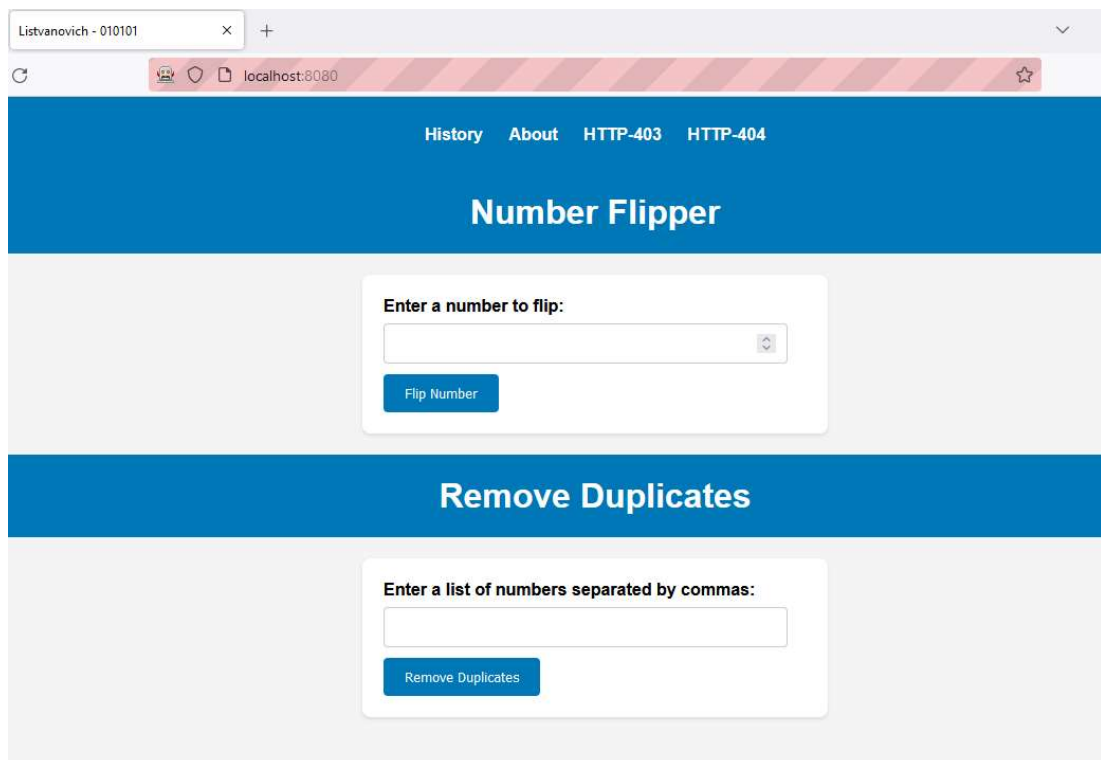 Listvanovich - 010101
localhost:8080
History About HTTP-403 HTTP-404
Number Flipper
Enter a number to flip:
Flip Number
Remove Duplicates
Enter a list of numbers separated by commas:
Remove Duplicates